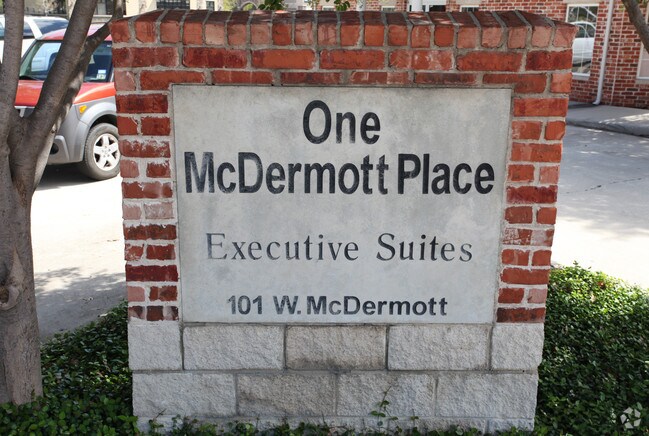 One
McDermott Place
Executive Suites
101 W. McDermott